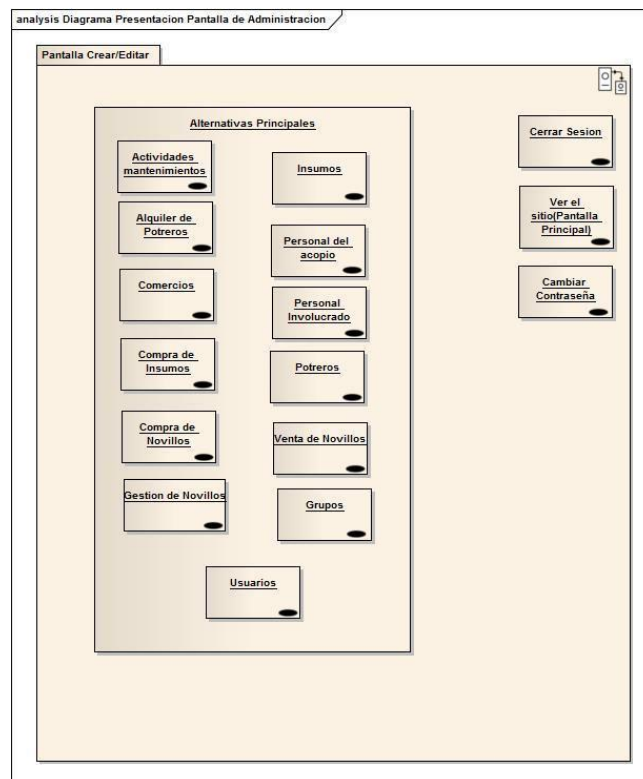 analysis Diagrama Presentacion Pantalla de Administracion
Pantalla Crear/Editar
Alternativas Principales
Actividades
mantenimientos
Alquiler de
Potreros
Comercios
Compra de
Insumos
Compra de
Novillos
Gestion de Novillos
Insumos
Personal del
acopio
Personal
Involucrado
Potreros
Venta de Novillos
Grupos
Usuarios
Cerrar Sesion
Ver el
sitio(Pantalla
Principal)
Cambiar
Contraseña